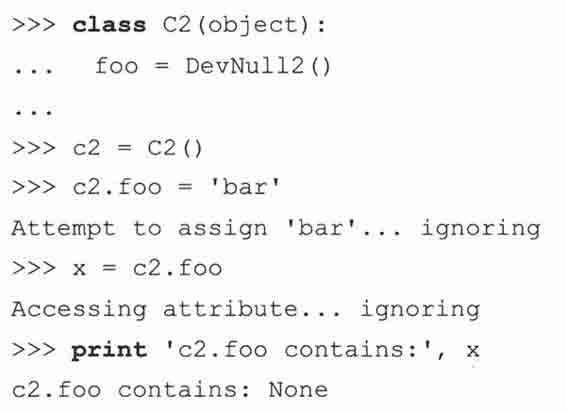 >>> class C2(object):
...   foo = DevNull2()
...
>>> c2 = C2()
>>> c2.foo = 'bar'
Attempt to assign 'bar'... ignoring
>>> x = c2.foo
Accessing attribute... ignoring
>>> print 'c2.foo contains:', x
c2.foo contains: None